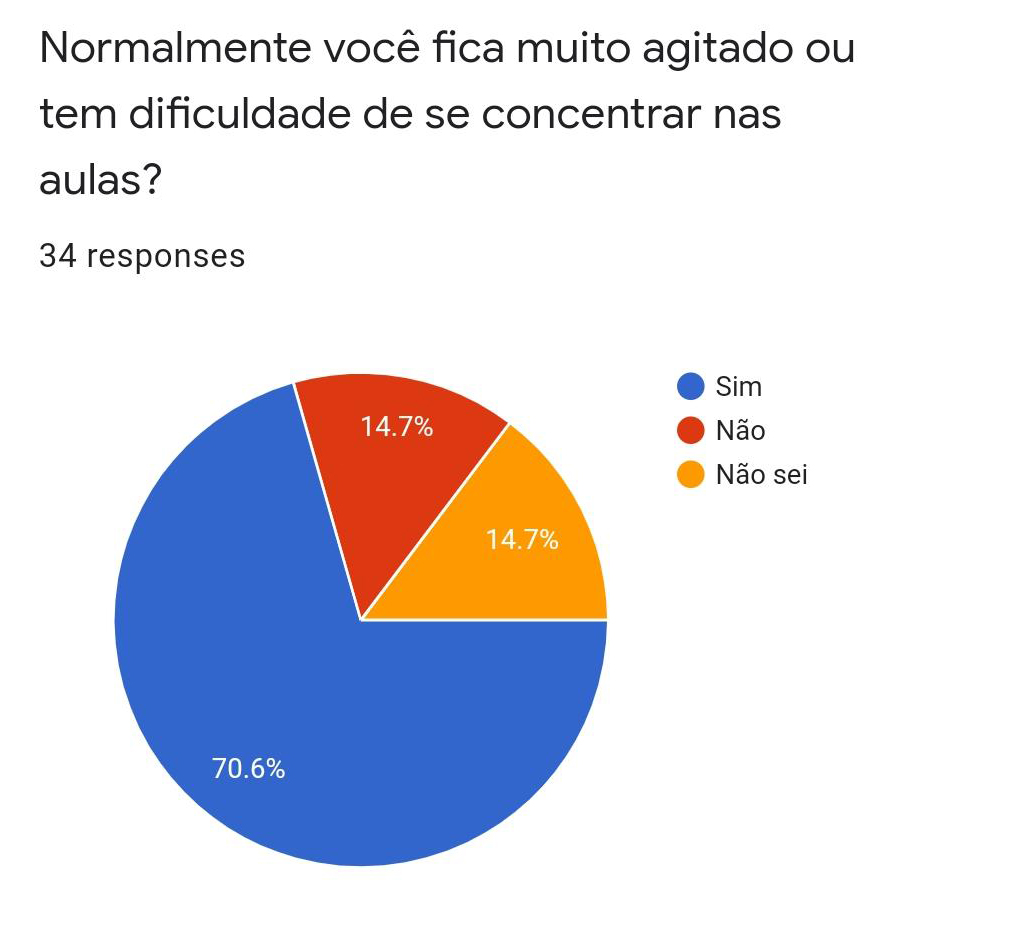 Normalmente você fica muito agitado ou
tem dificuldade de se concentrar nas
aulas?
34 responses
Sim
Não
Não sei
14.7%
14.7%
70.6%